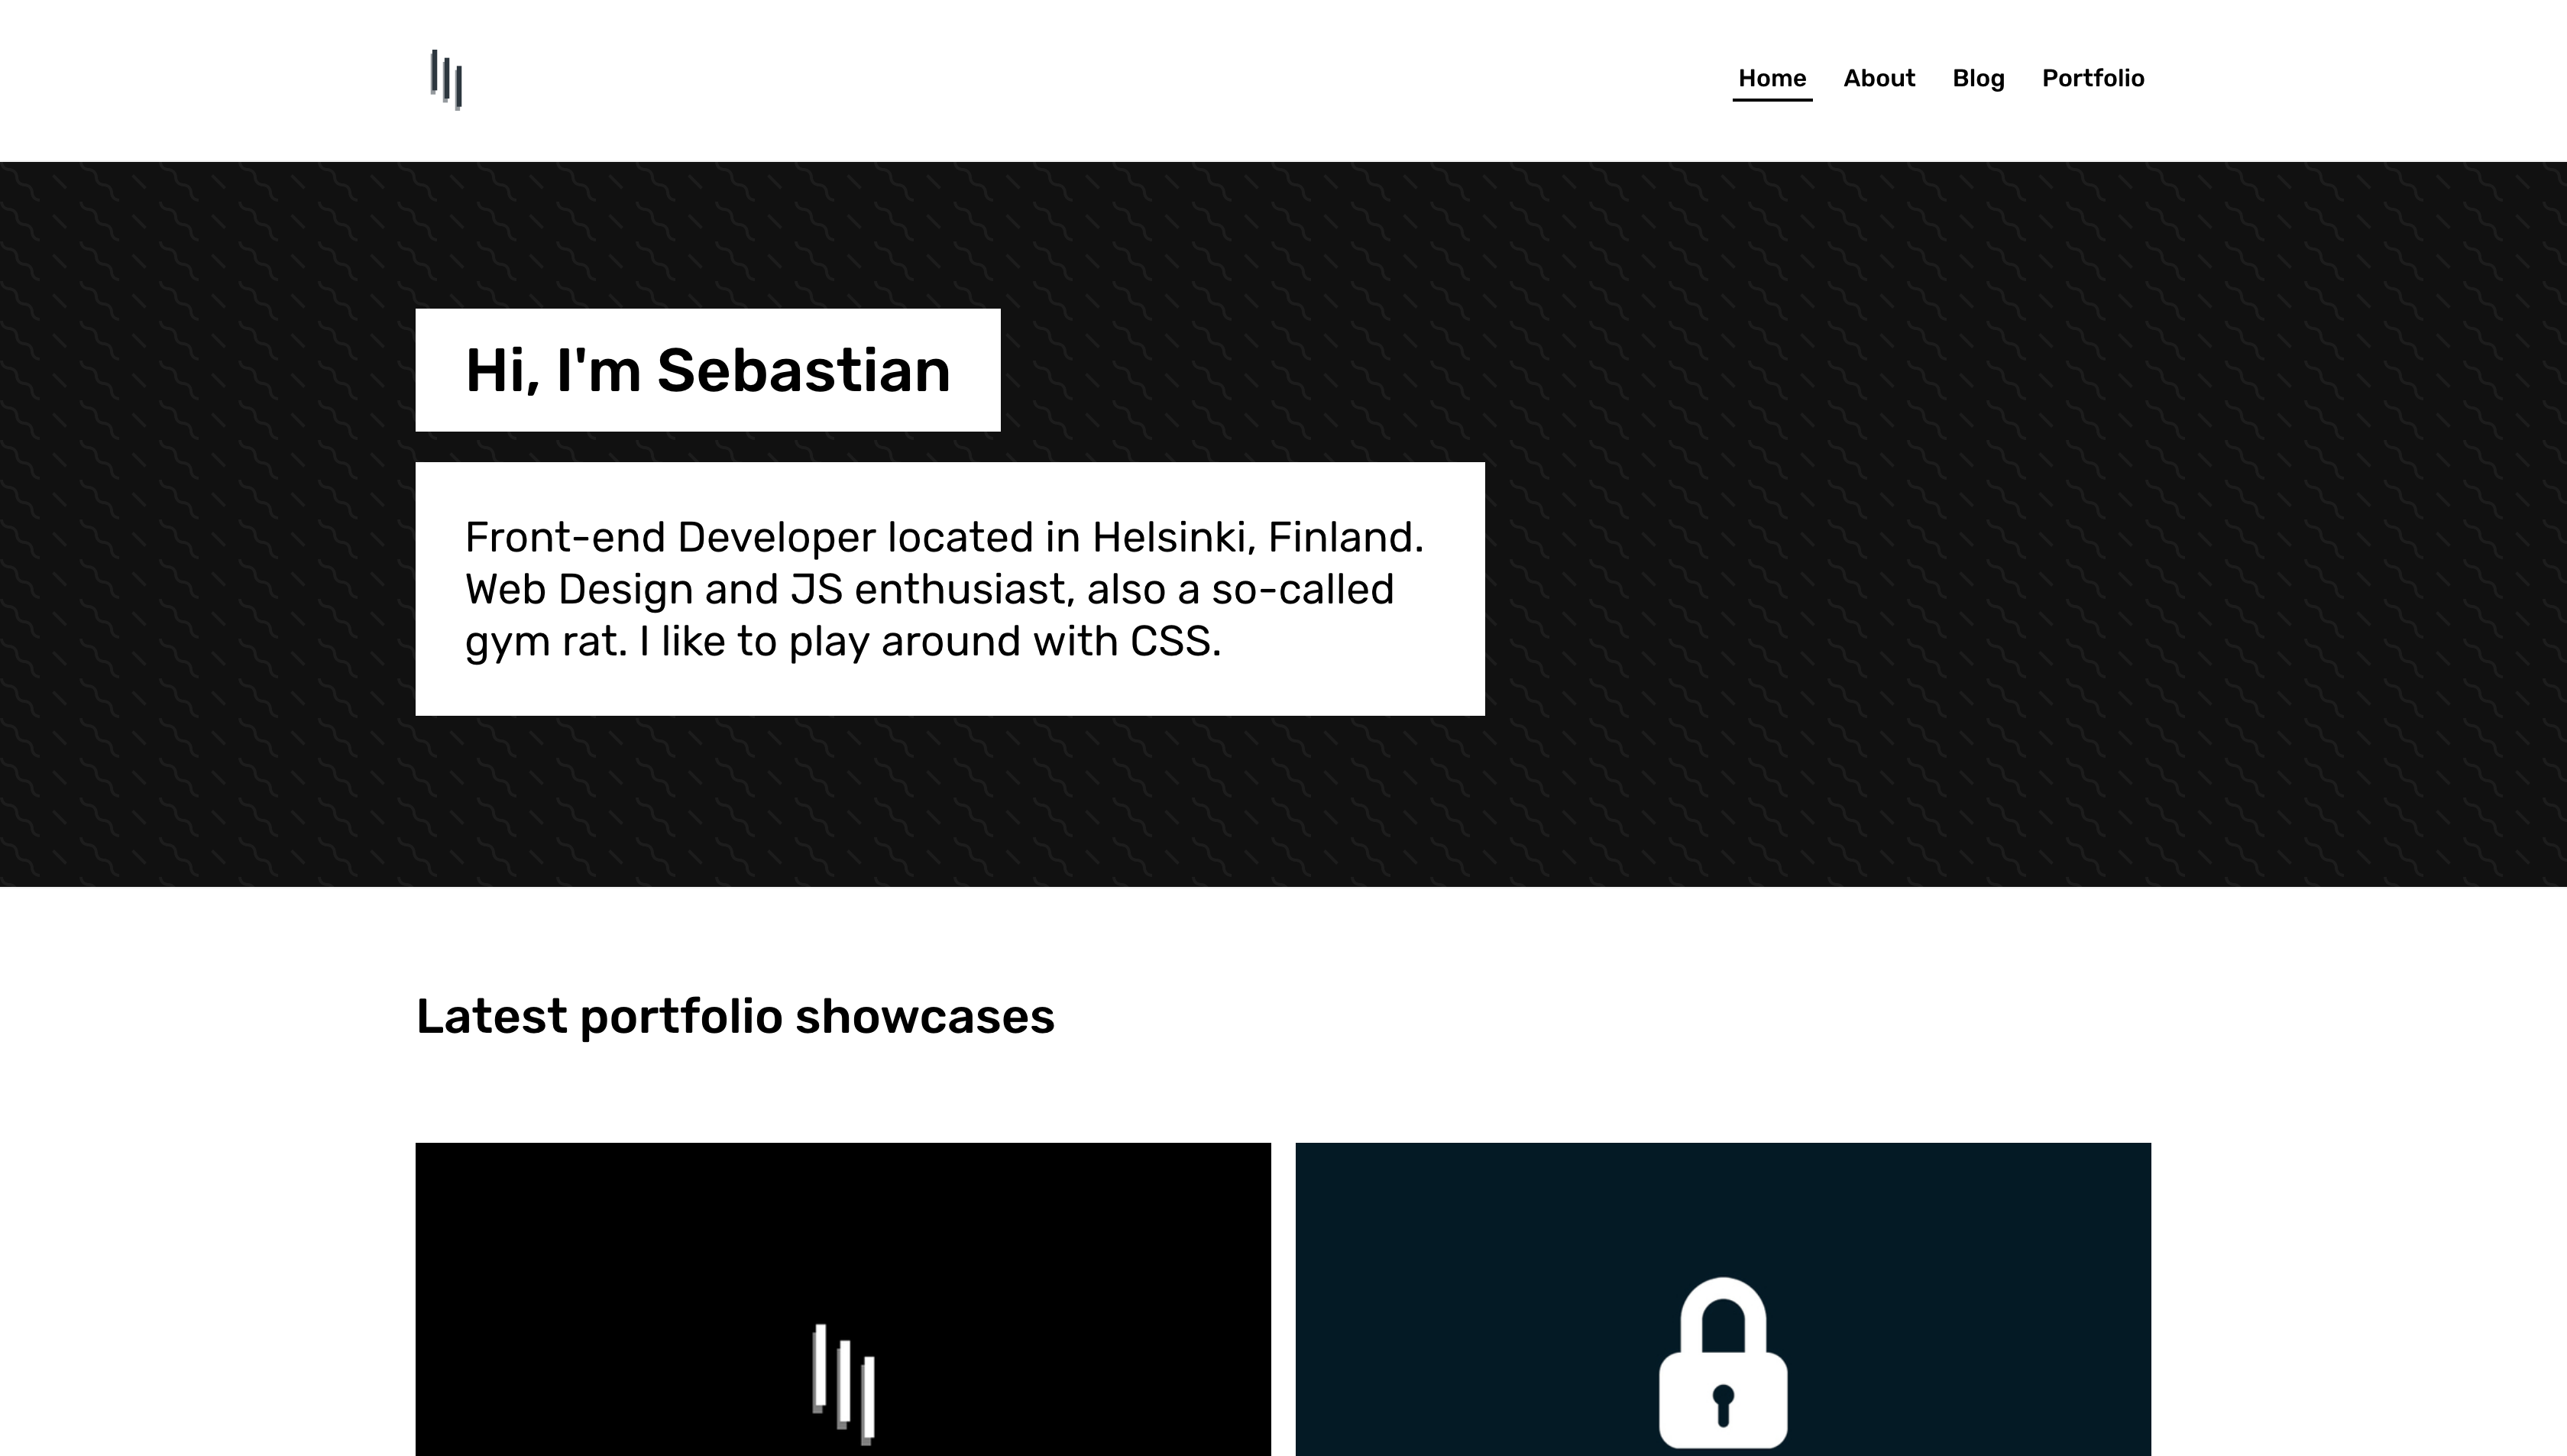 Home About Blog Portfolio
Hi, I'm Sebastian
Front-end Developer located in Helsinki, Finland.
Web Design and JS enthusiast, also a so-called
gym rat. I like to play around with CSS.
Latest portfolio showcases